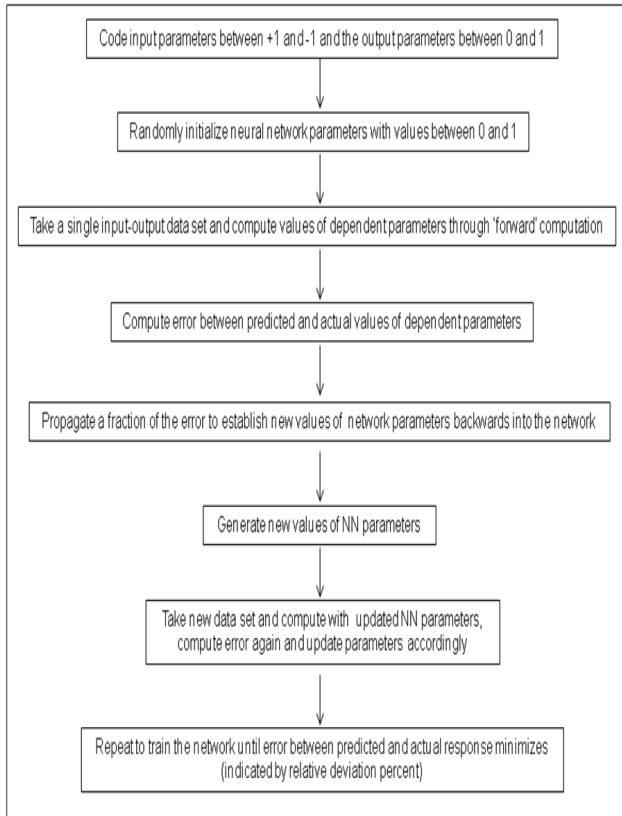 Code input parameters between +1 and -1 and the output parameters between 0 and 1
Randomly initialize neural network parameters with values between 0 and 1
Take a single input-output data set and compute values of dependent parameters through 'forward' computation
Compute error between predicted and actual values of dependent parameters
Propagate a fraction of the error to establish new values of network parameters backwards into the network
Generate new values of NN parameters
Take new data set and compute with updated NN parameters,
compute error again and update parameters accordingly
Repeat to train the network until error between predicted and actual response minimizes
(indicated by relative deviation percent)